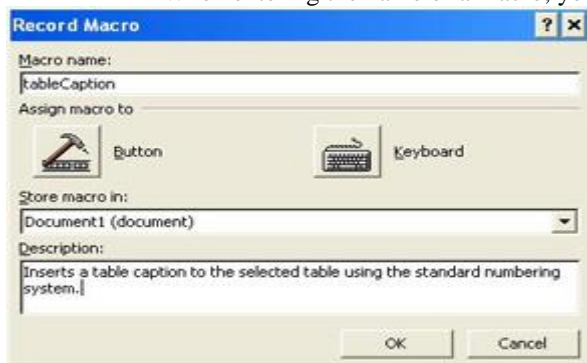 Record Macro
Macro name:
tableCaption
Assign macro to
Button
Keyboard
Store macro in:
Document1 (document)
Description:
Inserts a table caption to the selected table using the standard numbering
system.
OK
Cancel